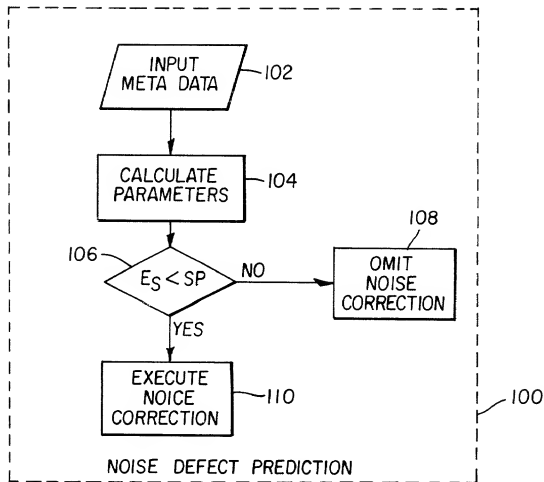 INPUT
META DATA
102
CALCULATE
PARAMETERS
104
106
E_S < SP
NO
108
OMIT
NOISE
CORRECTION
YES
EXECUTE
NOICE
CORRECTION
110
100
NOISE DEFECT PREDICTION